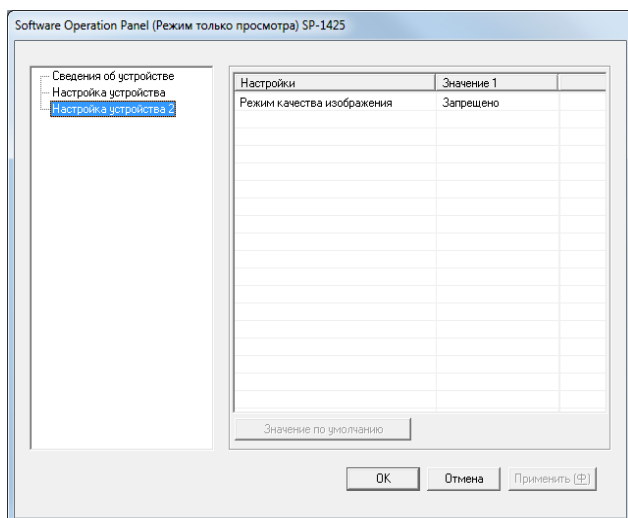 Software Operation Panel (Режим только просмотра) SP-1425
Сведения об устройстве
Настройка устройства
Настройка устройства 2
Настройки Значение 1
Режим качества изображения Запрещено
Значение по умолчанию
OK Отмена Применить (Ф)